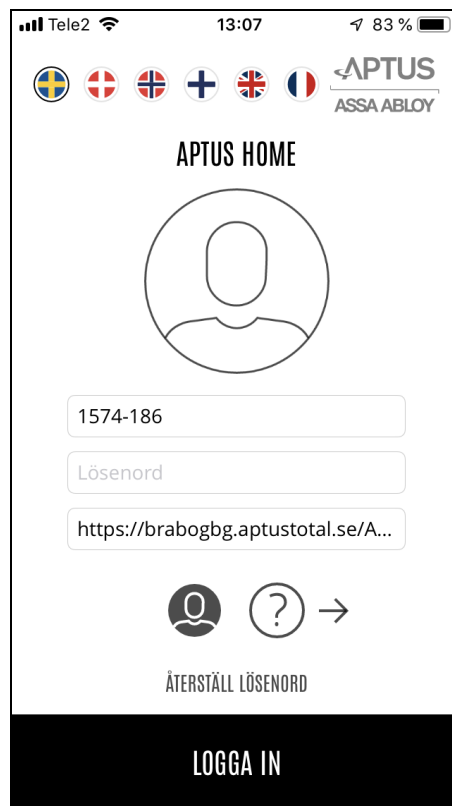 Tele2 13:07 83 %
APTUS
ASSA ABLOY
APTUS HOME
1574-186
Lösenord
https://brabogbg.aptustotal.se/A...
?
ÅTERSTÄLL LÖSENORD
LOGGA IN